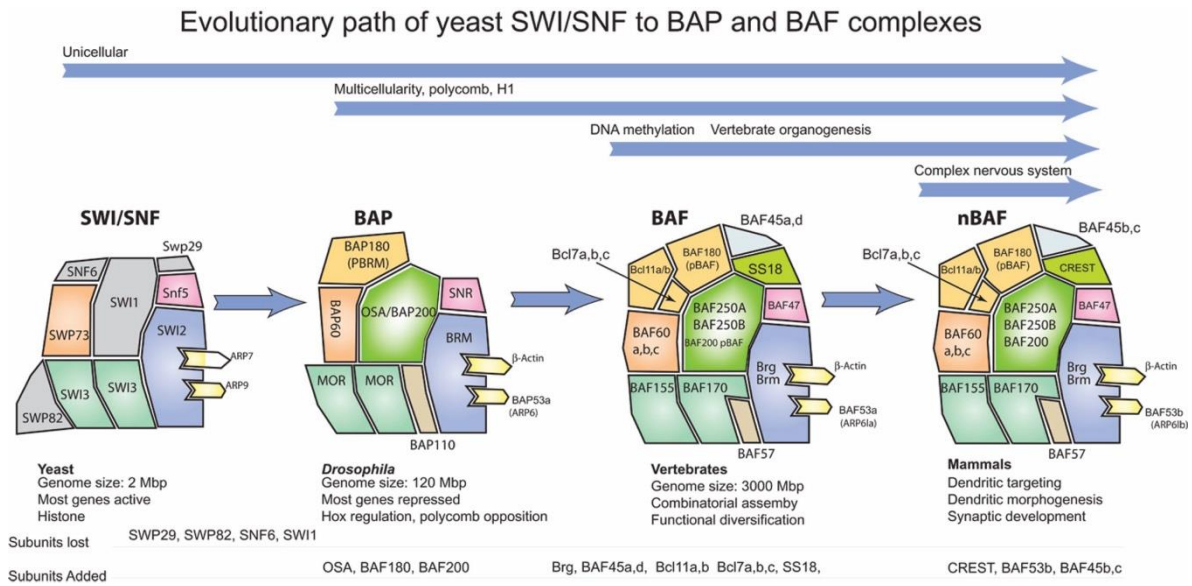 Evolutionary path of yeast SWI/SNF to BAP and BAF complexes
Unicellular
Multicellularity, polycomb, H1
DNA methylation Vertebrate organogenesis
Complex nervous system
SWI/SNF
Swp29
SNF6
SWI1
Snf5
SWP73
SWI2
ARP7
ARP9
SWI3
SWI3
SWP82
BAP
BAP180
(PBRM)
SNR
OSA/BAP200
BAP60
BRM
β-Actin
MOR
MOR
BAP53a
(ARP6)
BAP110
BAF
BAF45a,d
Bcl7a,b,c
BAF180
(pBAF)
Bcl11a/b
SS18
BAF47
BAF250A
BAF250B
BAF200 pBAF
BAF60
a,b,c
Brg
Brm
β-Actin
BAF155
BAF170
BAF53a
(ARP6la)
BAF57
nBAF
BAF45b,c
Bcl7a,b,c
BAF180
(pBAF)
Bcl11a/b
CREST
BAF47
BAF250A
BAF250B
BAF200
BAF60
a,b,c
Brg
Brm
β-Actin
BAF155
BAF170
BAF53b
(ARP6lb)
BAF57
Yeast
Genome size: 2 Mbp
Most genes active
Histone
Drosophila
Genome size: 120 Mbp
Most genes repressed
Hox regulation, polycomb opposition
Vertebrates
Genome size: 3000 Mbp
Combinatorial assemby
Functional diversification
Mammals
Dendritic targeting
Dendritic morphogenesis
Synaptic development
Subunits lost SWP29, SWP82, SNF6, SWI1
Subunits Added OSA, BAF180, BAF200 Brg, BAF45a,d, Bcl11a,b Bcl7a,b,c, SS18, CREST, BAF53b, BAF45b,c